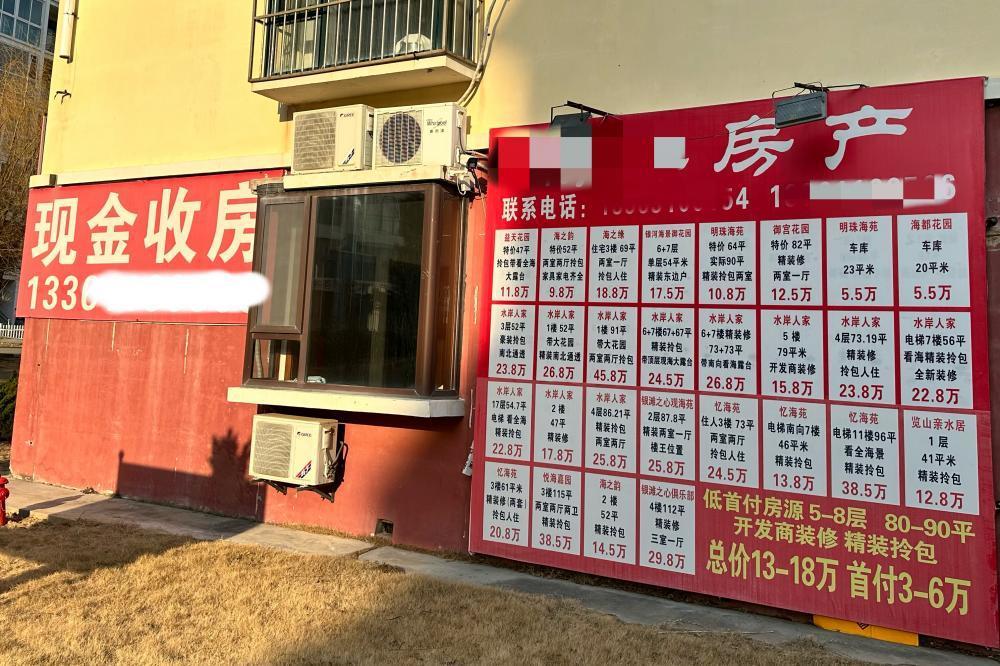 现金收房
1336
房产
联系电话:
54
益天花园
特价47平
拎包带看全海
大露台
11.8万
海之韵
特价52平
两室两厅拎包
家具家电齐全
9.8万
海之缘
住宅3楼 69平
两室一厅
拎包入住
18.8万
银河海景御花园
6+7层
单层54平米
精装东边户
17.5万
明珠海苑
特价 64平
实际90平
精装拎包两室
10.8万
御宫花园
特价 82平
精装修
两室一厅
12.5万
明珠海苑
车库
23平米
5.5万
海都花园
车库
20平米
5.5万
水岸人家
3层52平
豪装拎包
南北通透
23.8万
水岸人家
1楼 52平
带大花园
精装南北通透
26.8万
水岸人家
1楼 91平
带大花园
两室两厅拎包
45.8万
水岸人家
6+7楼67+67平
精装拎包
带顶层观海大露台
24.5万
水岸人家
6+7楼精装修
73+73平
带南向看海露台
26.8万
水岸人家
5 楼
79平米
开发商装修
15.8万
水岸人家
4层73.19平
精装修
拎包入住
23.8万
水岸人家
电梯7楼56平
看海精装拎包
全新装修
22.8万
水岸人家
17层54.7平
电梯 看全海
精装拎包
22.8万
水岸人家
2 楼
47平
精装修
17.8万
水岸人家
4层86.21平
两室两厅
精装拎包
25.8万
银滩之心观海苑
2层87.8平
精装两室一厅
楼王位置
25.8万
忆海苑
住人3楼 73平
两室两厅
拎包入住
24.5万
忆海苑
电梯南向7楼
46平米
精装拎包
13.8万
忆海苑
电梯11楼96平
看全海景
精装拎包
38.5万
览山亲水居
1 层
41平米
精装拎包
12.8万
忆海苑
3楼61平米
精装修(两套)
拎包入住
20.8万
悦海嘉园
3楼115平
两室两厅两卫
精装拎包
38.5万
海之韵
2 楼
52平
精装拎包
14.5万
银滩之心俱乐部
4楼112平
精装修
三室一厅
29.8万
低首付房源 5-8层 80-90平
开发商装修 精装拎包
总价13-18万 首付3-6万